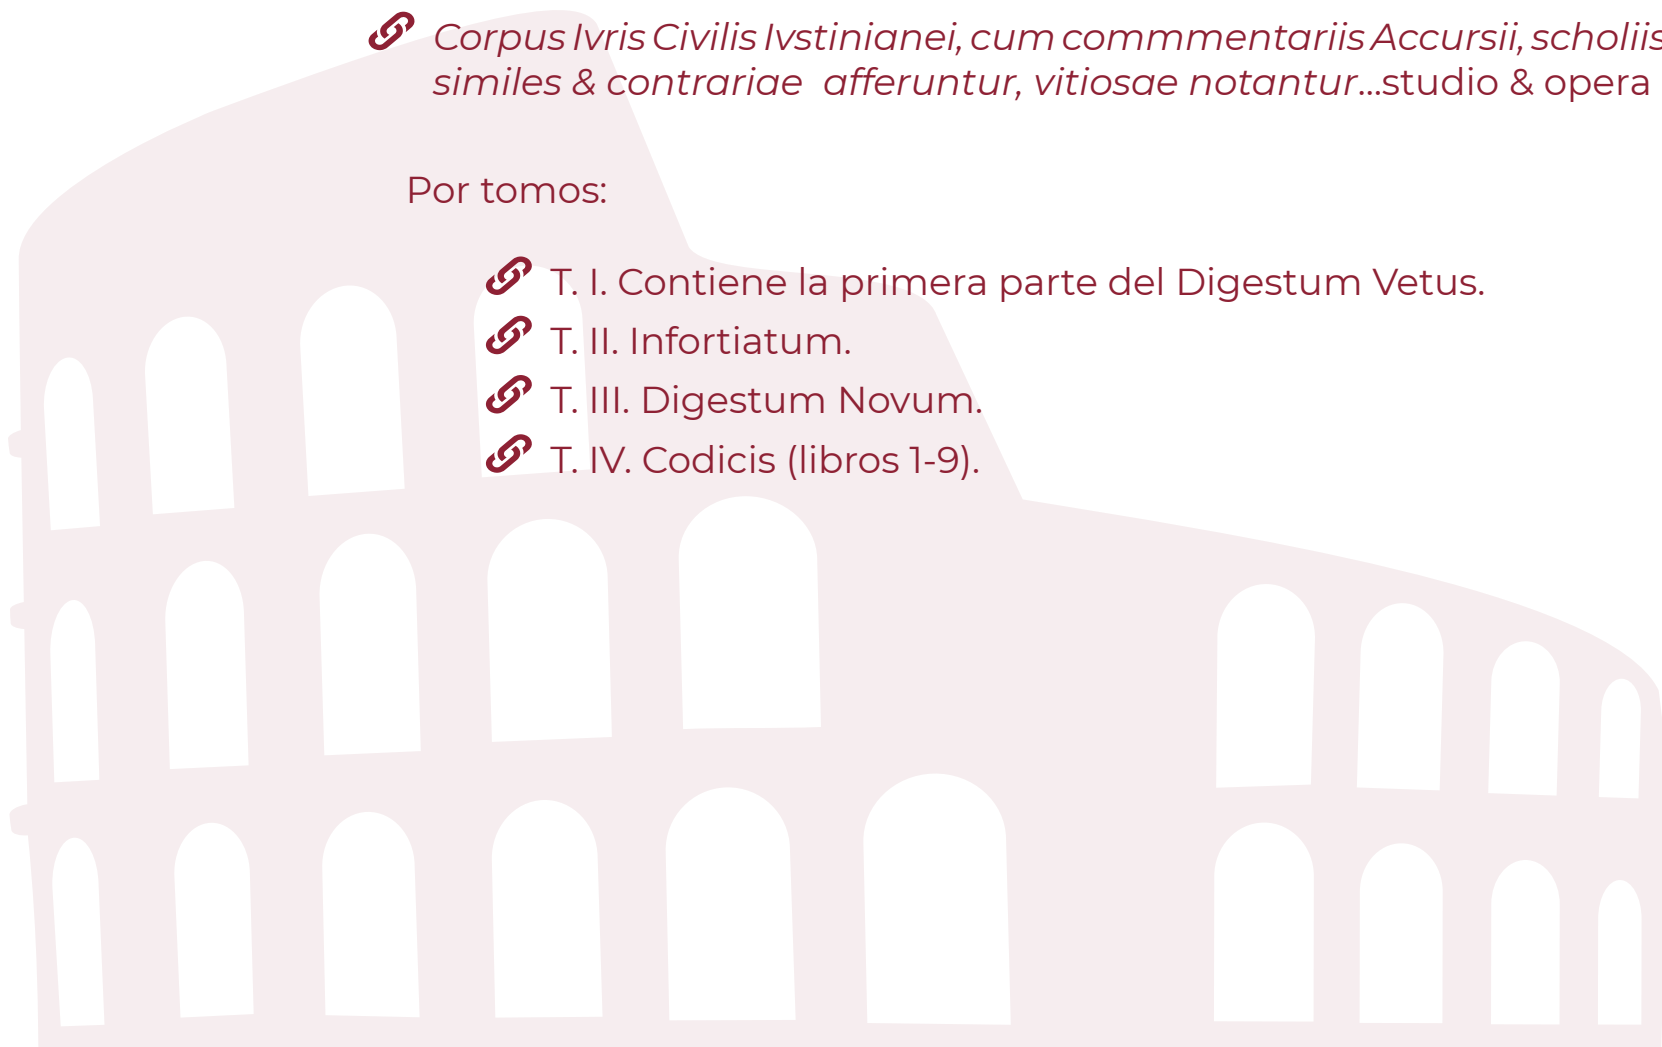 Corpus Ivris Civilis Ivstinianei, cum commmentariis Accursii, scholiis
similes & contrariae afferuntur, vitiosae notantur...studio & opera
Por tomos:
T. I. Contiene la primera parte del Digestum Vetus.
T. II. Infortiatum.
T. III. Digestum Novum.
T. IV. Codicis (libros 1-9).